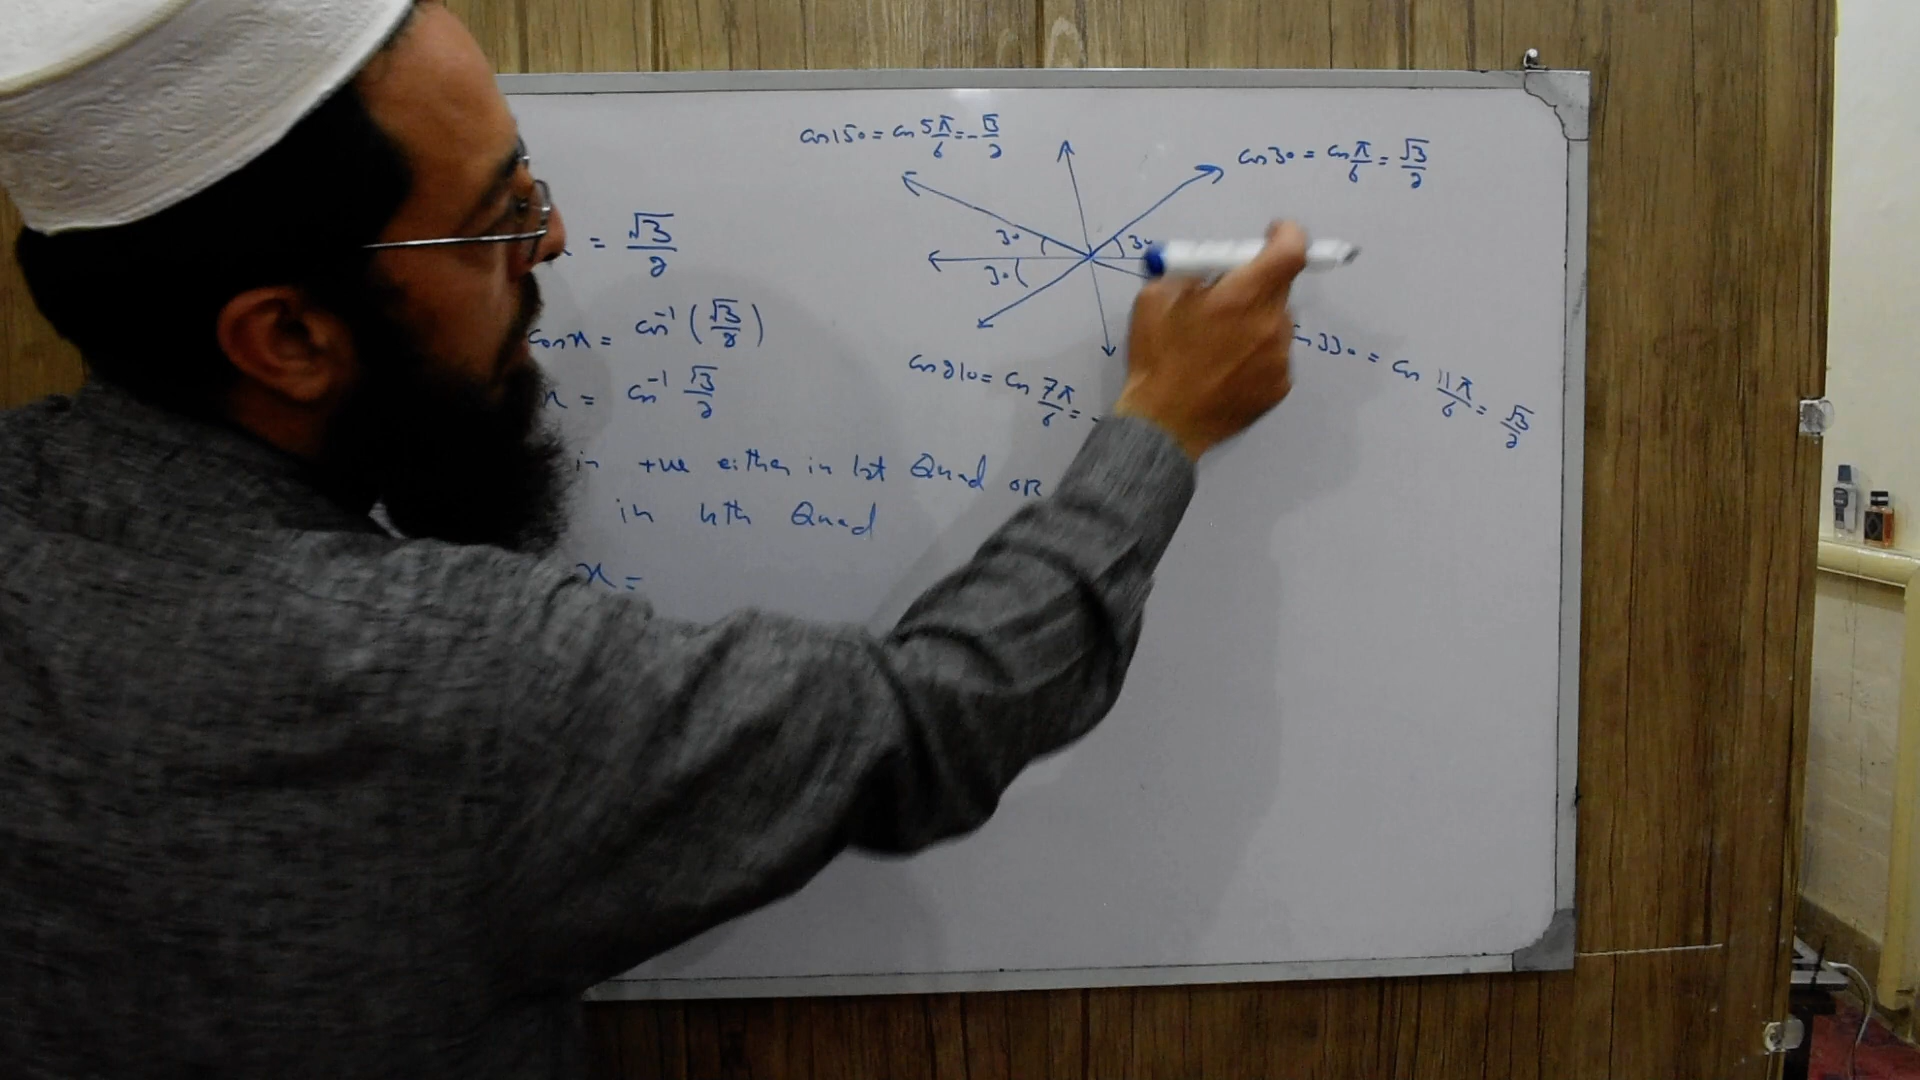 = √3/2
cos x = cos⁻¹ (√3/2)
x = cos⁻¹ √3/2
is +ve either in 1st Quad OR
in 4th Quad
x =
cos150 = cos 5π/6 = -√3/2
cos30 = cos π/6 = √3/2
30
30
30
cos210 = cos 7π/6 = -
cos330 = cos 11π/6 = √3/2